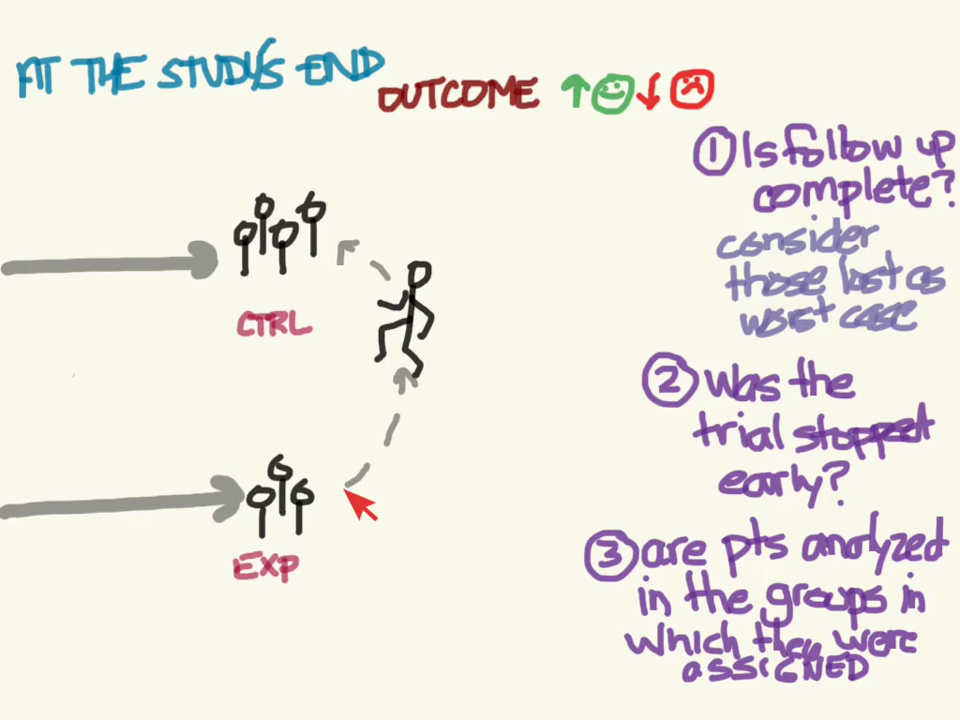 AT THE STUDY'S END
OUTCOME
① Is follow up
complete?
consider
those lost as
worst case
② Was the
trial stopped
early?
③ are pts analyzed
in the groups in
which they were
ASSIGNED
CTRL
EXP